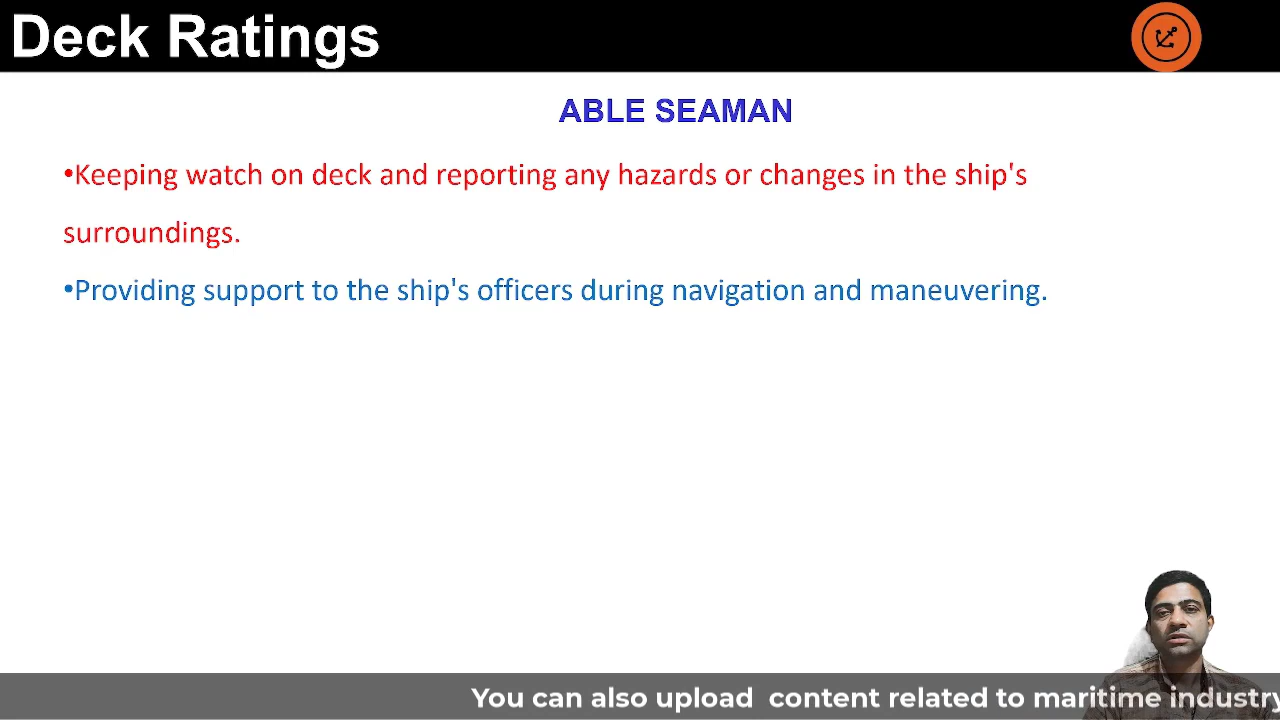 Deck Ratings
ABLE SEAMAN
•Keeping watch on deck and reporting any hazards or changes in the ship's
surroundings.
•Providing support to the ship's officers during navigation and maneuvering.
You can also upload  content related to maritime industry